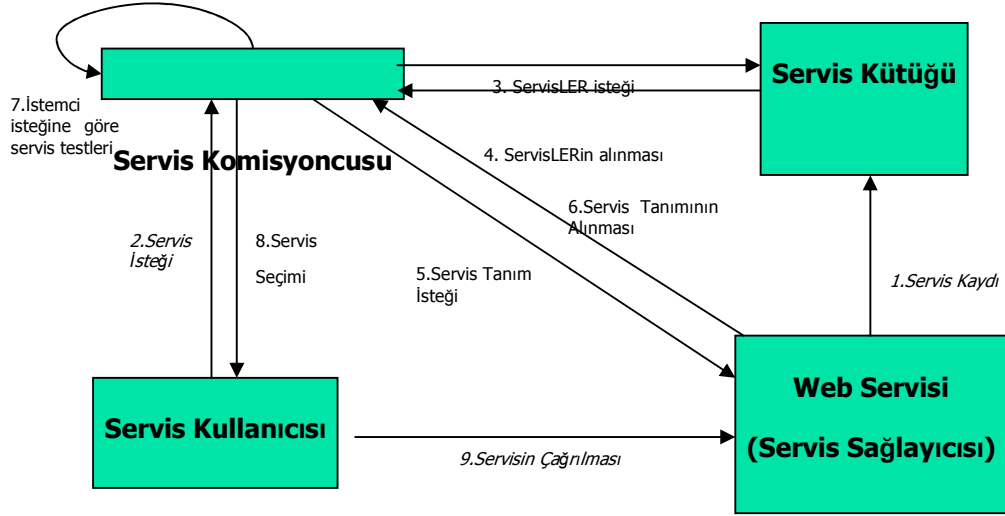 Servis Kütüğü
3. ServisLER isteği
7.İstemci
isteğine göre
servis testleri
Servis Komisyoncusu
4. ServisLERin alınması
6.Servis Tanımının
Alınması
2.Servis
İsteği
8.Servis
Seçimi
5.Servis Tanım
İsteği
1.Servis Kaydı
Web Servisi
(Servis Sağlayıcısı)
Servis Kullanıcısı
9.Servisin Çağrılması